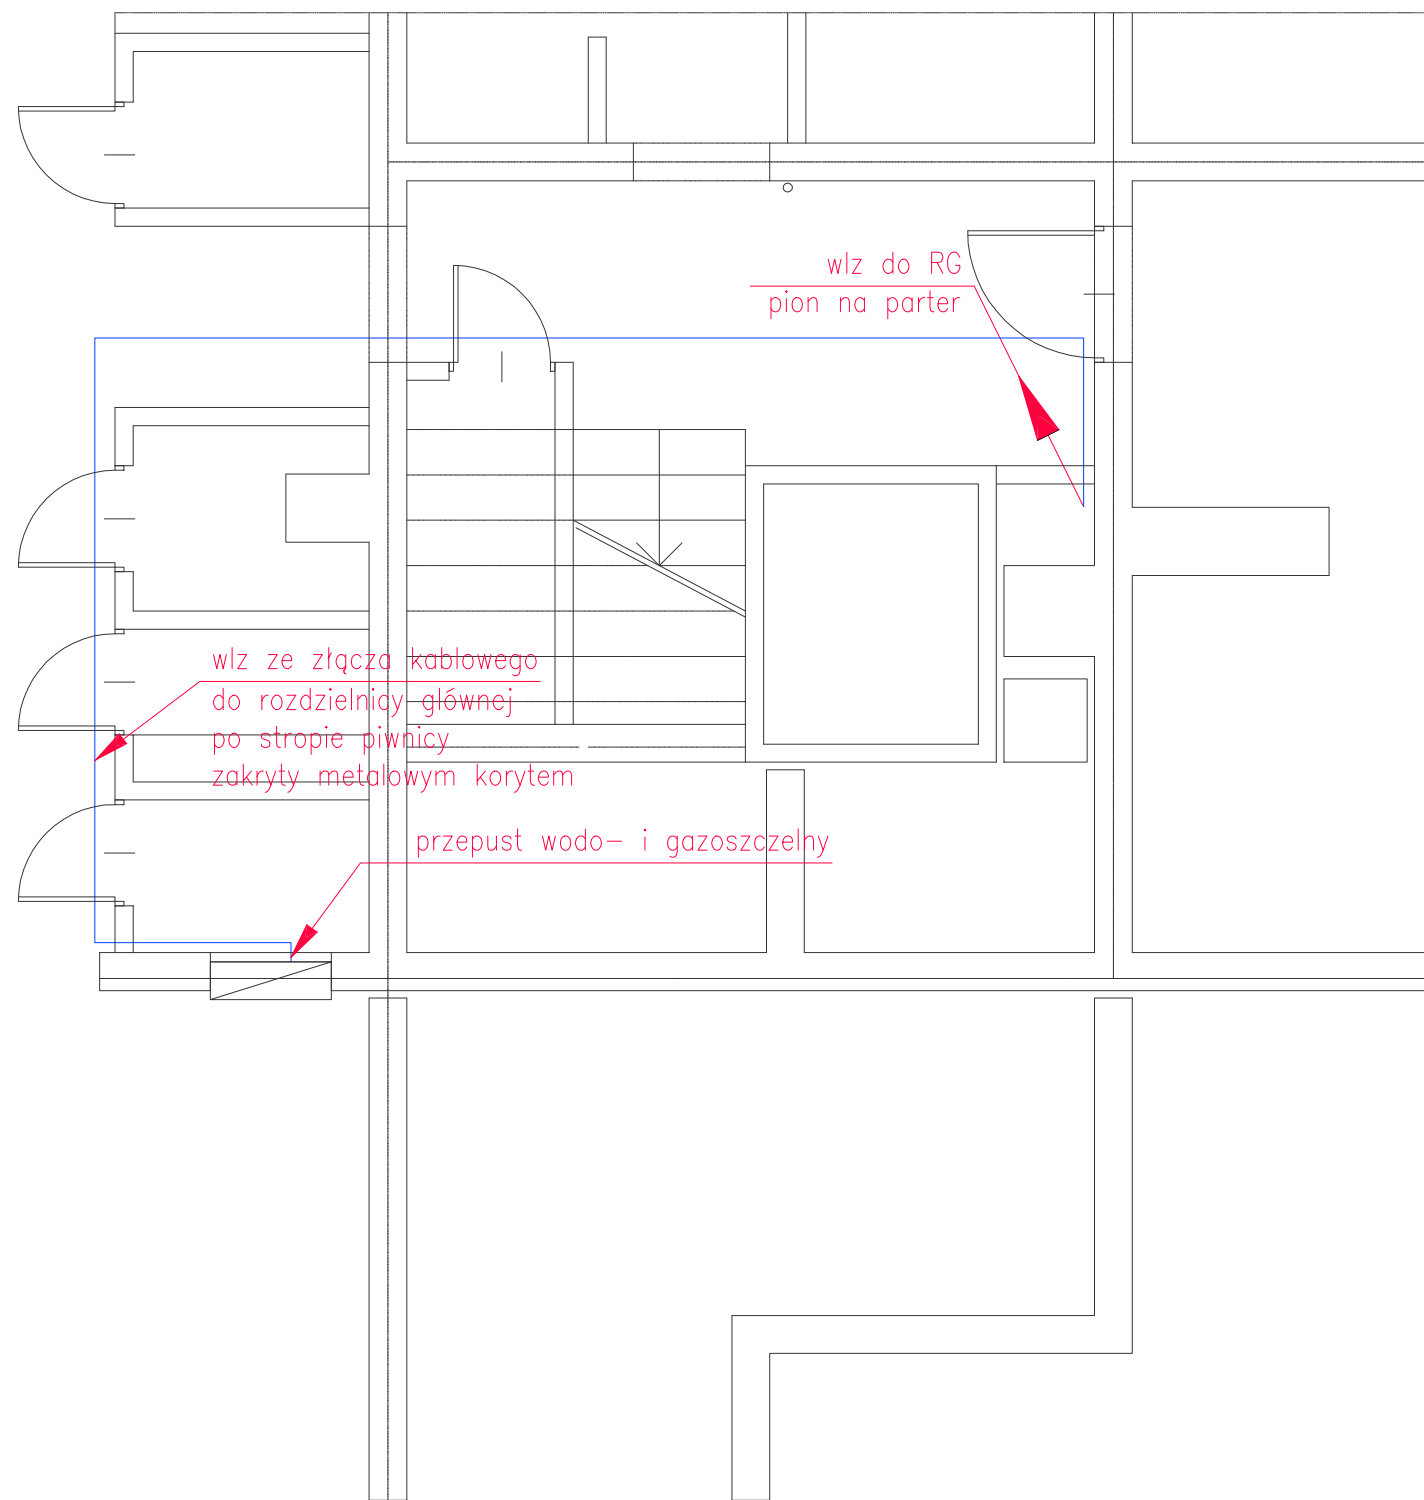 wlz do RG
pion na parter
wlz ze złącza kablowego
do rozdzielnicy głównej
po stropie piwnicy
zakryty metalowym korytem
przepust wodo- i gazoszczelny